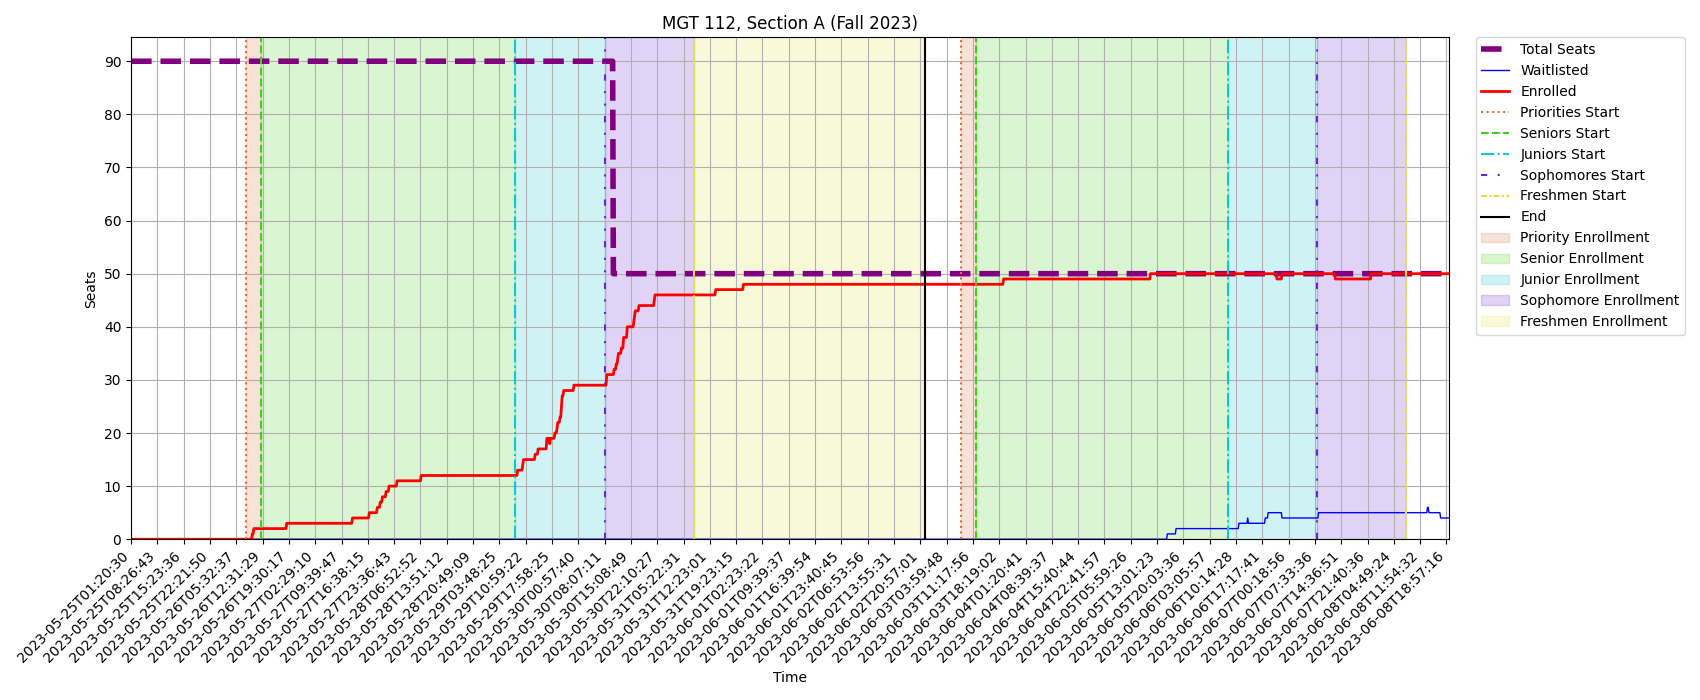 MGT 112, Section A (Fall 2023)
Seats
90
80
70
60
50
40
30
20
10
0
2023-05-25T01:20:30
2023-05-25T08:26:43
2023-05-25T15:23:36
2023-05-25T22:21:50
2023-05-26T05:32:37
2023-05-26T12:31:29
2023-05-26T19:30:17
2023-05-27T02:29:10
2023-05-27T09:39:47
2023-05-27T16:38:15
2023-05-27T23:36:43
2023-05-28T06:52:52
2023-05-28T13:51:12
2023-05-28T20:49:09
2023-05-29T03:48:25
2023-05-29T10:59:22
2023-05-29T17:58:25
2023-05-30T00:57:40
2023-05-30T08:07:11
2023-05-30T15:08:49
2023-05-30T22:10:27
2023-05-31T05:22:31
2023-05-31T12:23:01
2023-05-31T19:23:15
2023-06-01T02:23:22
2023-06-01T09:39:37
2023-06-01T16:39:54
2023-06-01T23:40:45
2023-06-02T06:53:56
2023-06-02T13:55:31
2023-06-02T20:57:01
2023-06-03T03:59:48
2023-06-03T11:17:56
2023-06-03T18:19:02
2023-06-04T01:20:41
2023-06-04T08:39:37
2023-06-04T15:40:44
2023-06-04T22:41:57
2023-06-05T05:59:26
2023-06-05T13:01:23
2023-06-05T20:03:36
2023-06-06T03:05:57
2023-06-06T10:14:28
2023-06-06T17:17:41
2023-06-07T00:18:56
2023-06-07T07:33:36
2023-06-07T14:36:51
2023-06-07T21:40:36
2023-06-08T04:49:24
2023-06-08T11:54:32
2023-06-08T18:57:16
Time
Total Seats
Waitlisted
Enrolled
Priorities Start
Seniors Start
Juniors Start
Sophomores Start
Freshmen Start
End
Priority Enrollment
Senior Enrollment
Junior Enrollment
Sophomore Enrollment
Freshmen Enrollment